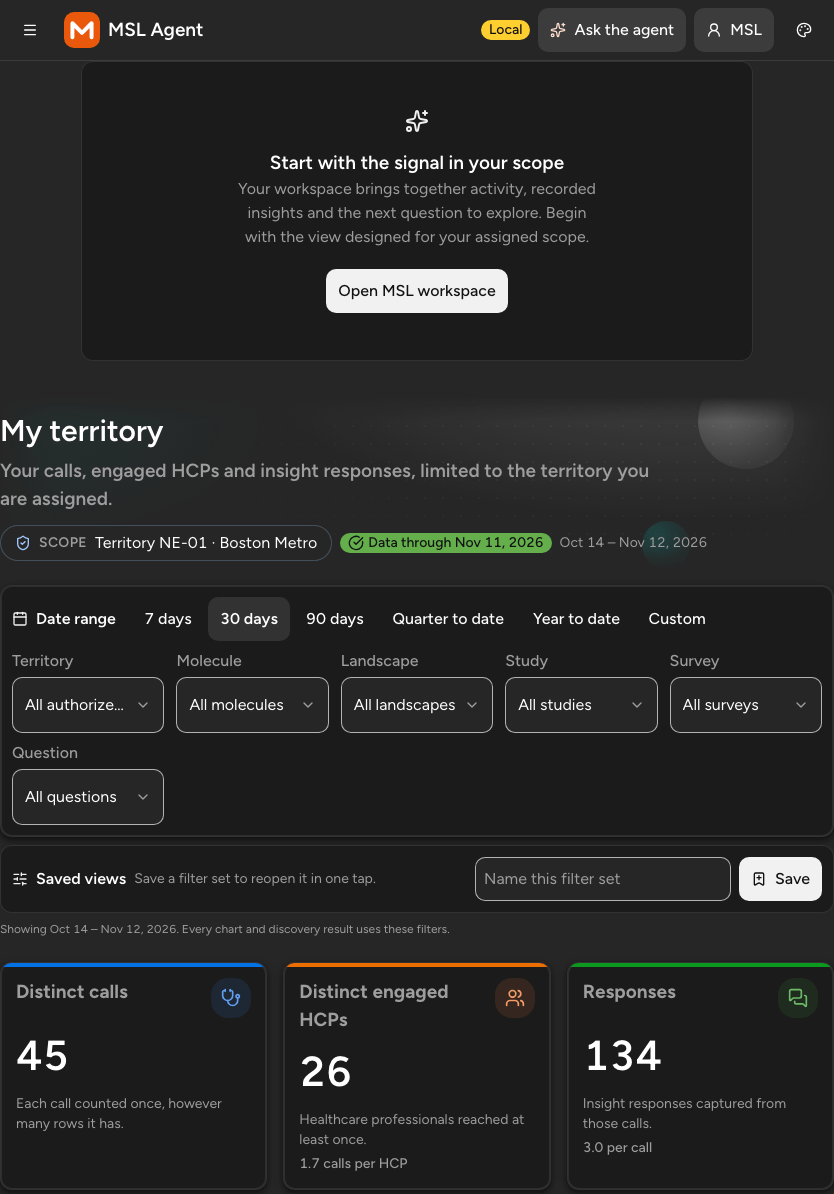 MSL Agent
Local
Ask the agent
MSL
Start with the signal in your scope
Your workspace brings together activity, recorded
insights and the next question to explore. Begin
with the view designed for your assigned scope.
Open MSL workspace
My territory
Your calls, engaged HCPs and insight responses, limited to the territory you
are assigned.
SCOPE Territory NE-01 · Boston Metro
Data through Nov 11, 2026
Oct 14 – Nov 12, 2026
Date range
7 days
30 days
90 days
Quarter to date
Year to date
Custom
Territory
Molecule
Landscape
Study
Survey
All authorize...
All molecules
All landscapes
All studies
All surveys
Question
All questions
Saved views
Save a filter set to reopen it in one tap.
Name this filter set
Save
Showing Oct 14 – Nov 12, 2026. Every chart and discovery result uses these filters.
Distinct calls
45
Each call counted once, however
many rows it has.
Distinct engaged
HCPs
26
Healthcare professionals reached at
least once.
1.7 calls per HCP
Responses
134
Insight responses captured from
those calls.
3.0 per call